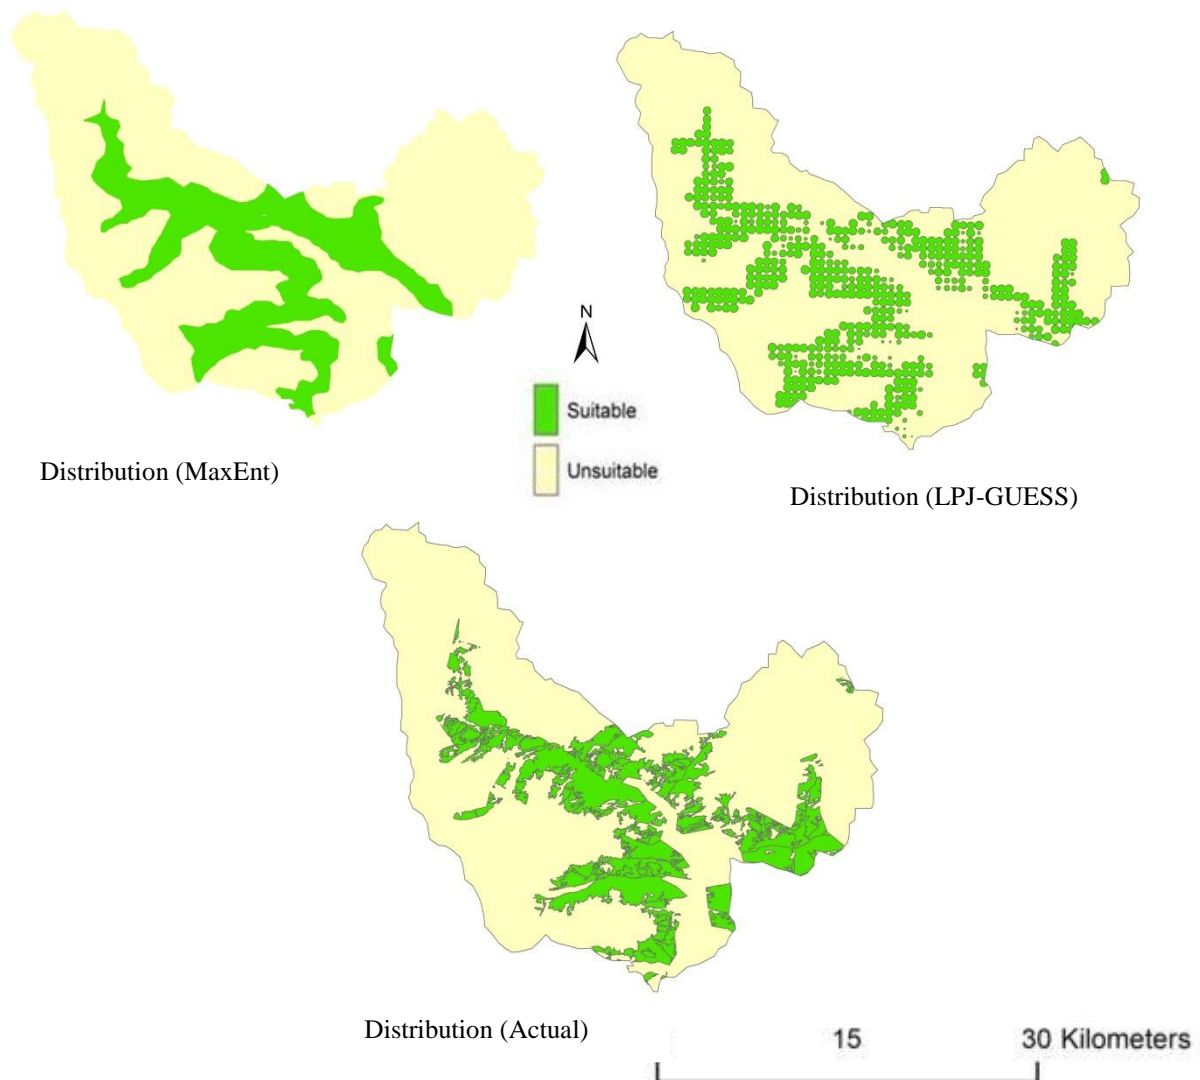 N
Suitable
Unsuitable
Distribution (MaxEnt)
Distribution (LPJ-GUESS)
Distribution (Actual)
15 30 Kilometers